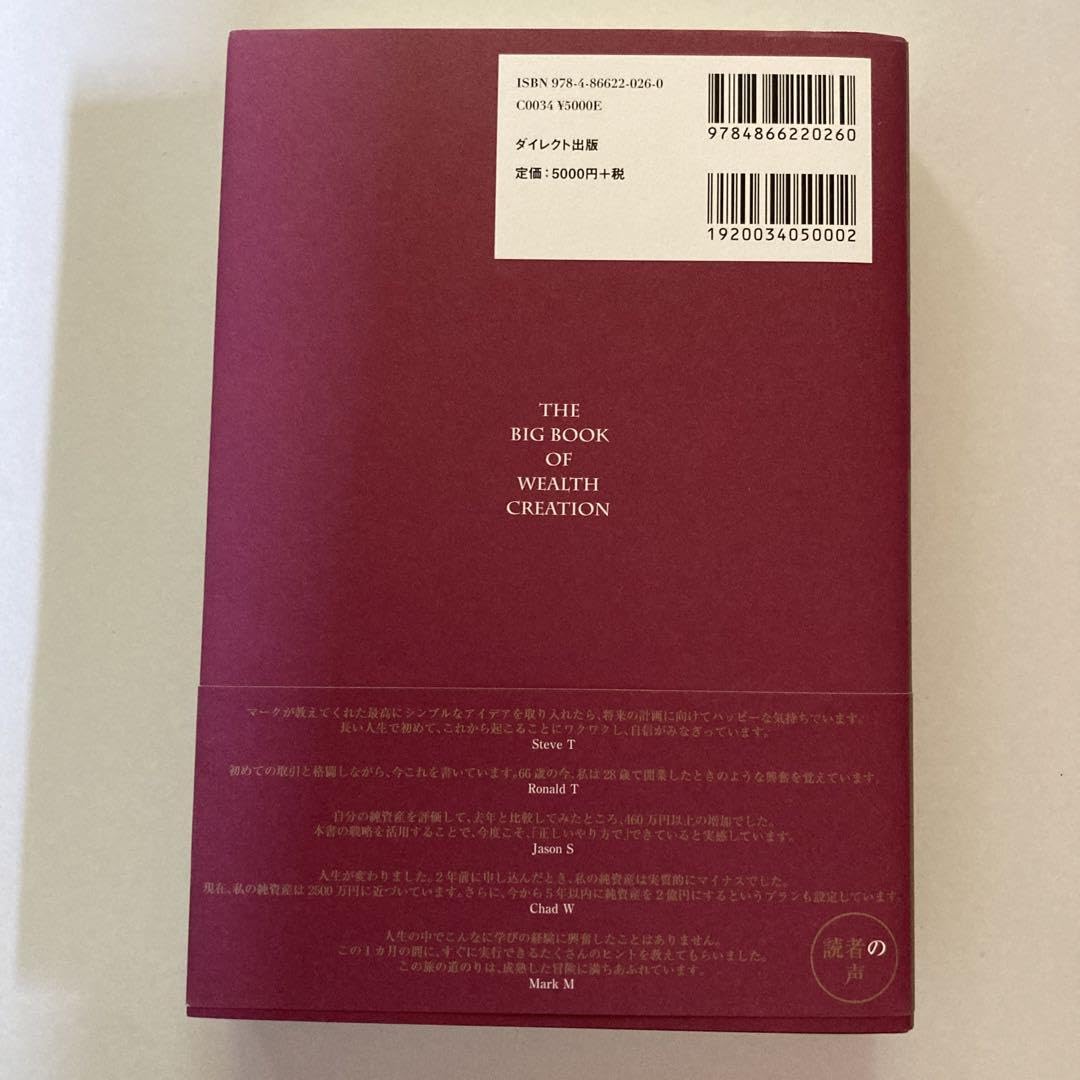 ISBN 978-4-86622-026-0
C0034 ¥5000E
ダイレクト出版
定価：5000円＋税
9784866220260
1920034050002
THE
BIG BOOK
OF
WEALTH
CREATION
マークが教えてくれた最高にシンプルなアイデアを取り入れたら、将来の計画に向けてハッピーな気持ちでいます。
長い人生で初めて、これから起こることにワクワクし、自信がみなぎっています。
Steve T
初めての取引と格闘しながら、今これを書いています。66歳の今、私は28歳で開業したときのような興奮を覚えています。
Ronald T
自分の純資産を評価して、去年と比較してみたところ、460万円以上の増加でした。
本書の戦略を活用することで、今度こそ、「正しいやり方で」できていると実感しています。
Jason S
人生が変わりました。2年前に申し込んだとき、私の純資産は実質的にマイナスでした。
現在、私の純資産は2500万円に近づいています。さらに、今から5年以内に純資産を2億円にするというプランも設定しています。
Chad W
人生の中でこんなに学びの経験に興奮したことはありません。
この1カ月の間に、すぐに実行できるたくさんのヒントを教えてもらいました。
この旅の道のりは、成熟した冒険に満ちあふれています。
Mark M
読者の
声